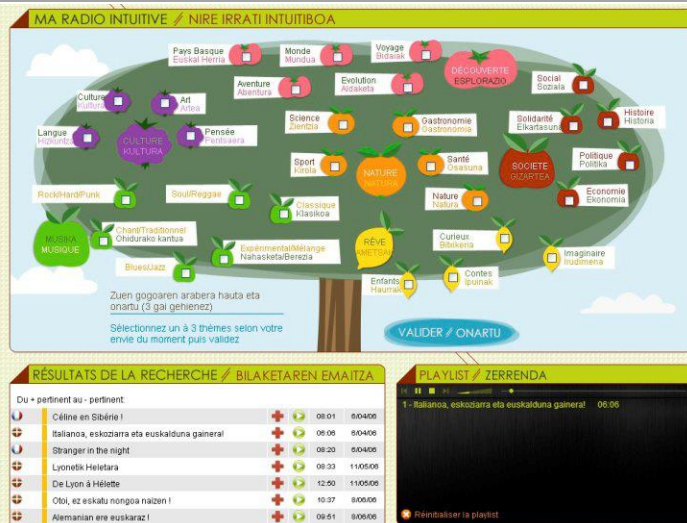 MA RADIO INTUITIVE // NIRE IRRATI INTUITIBOA
Pays Basque
Euskal Herria
Monde
Mundua
Voyage
Bidaiak
DÉCOUVERTE
ESPLORAZIO
Aventure
Abentura
Evolution
Aldaketa
Social
Soziala
Culture
Kultura
Art
Artea
Langue
Hizkuntza
CULTURE
KULTURA
Pensée
Pentsaera
Science
Zientzia
Gastronomie
Gastronomia
Solidarité
Elkartasuna
Histoire
Historia
Sport
Kirola
NATURE
NATURA
Santé
Osasuna
SOCIETE
GIZARTEA
Politique
Politika
Nature
Natura
Economie
Ekonomia
Rock/Hard/Punk
Soul/Reggae
Classique
Klasikoa
MUSIKA
MUSIQUE
Chant/Traditionnel
Ohidurako kantua
Expérimental/Mélange
Nahasketa/Berezia
Blues/Jazz
RÊVE
AMETSAK
Curieux
Bitxikeria
Imaginaire
Irudimena
Enfants
Haurrak
Contes
Ipuinak
Zuen gogoaren arabera hauta eta
onartu (3 gai gehienez)
Sélectionnez un à 3 thèmes selon votre
envie du moment puis validez
VALIDER // ONARTU
RÉSULTATS DE LA RECHERCHE // BILAKETAREN EMAITZA
Du + pertinent au - pertinent
Céline en Sibérie ! 08:01 6/04/06
Italianoa, eskoziarra eta euskalduna gainera! 06:06 6/04/06
Stranger in the night 08:20 6/04/06
Lyonetik Heletara 09:33 11/05/06
De Lyon à Hélette 12:50 11/05/06
Otoi, ez eskatu nongoa naizen ! 10:37 8/06/06
Alemanian ere euskaraz ! 09:51 8/06/06
PLAYLIST // ZERRENDA
1 - Italianoa, eskoziarra eta euskalduna gainera! 06:06
Réinitialiser la playlist